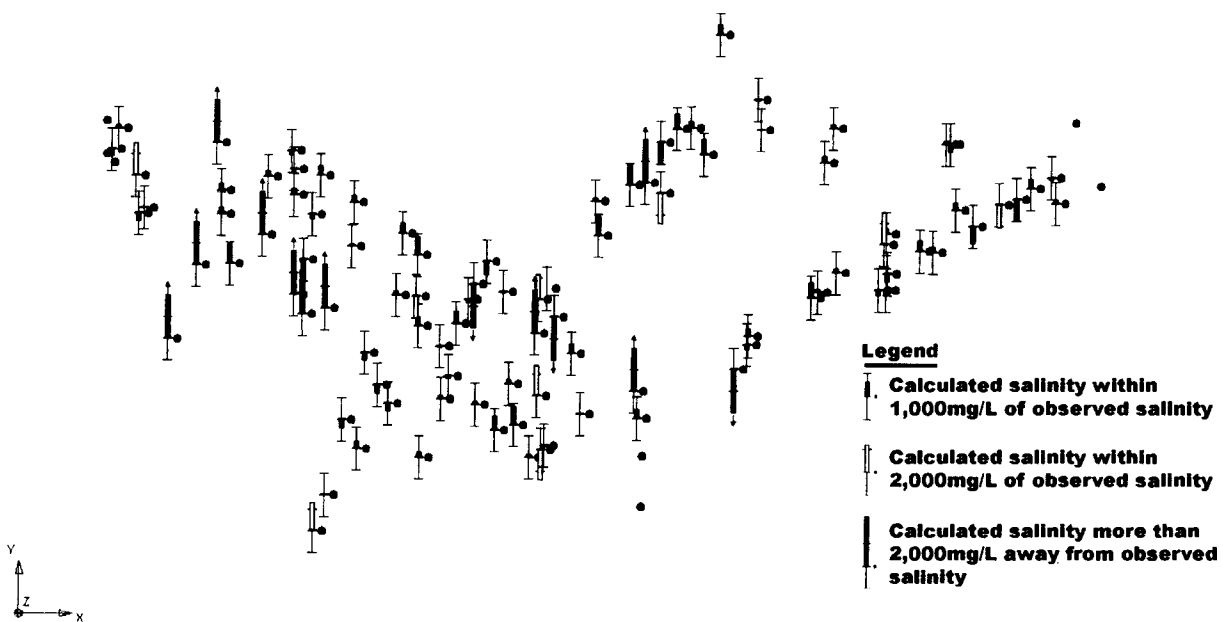 Legend
Calculated salinity within
1,000mg/L of observed salinity
Calculated salinity within
2,000mg/L of observed salinity
Calculated salinity more than
2,000mg/L away from observed
salinity
Y
Z
X